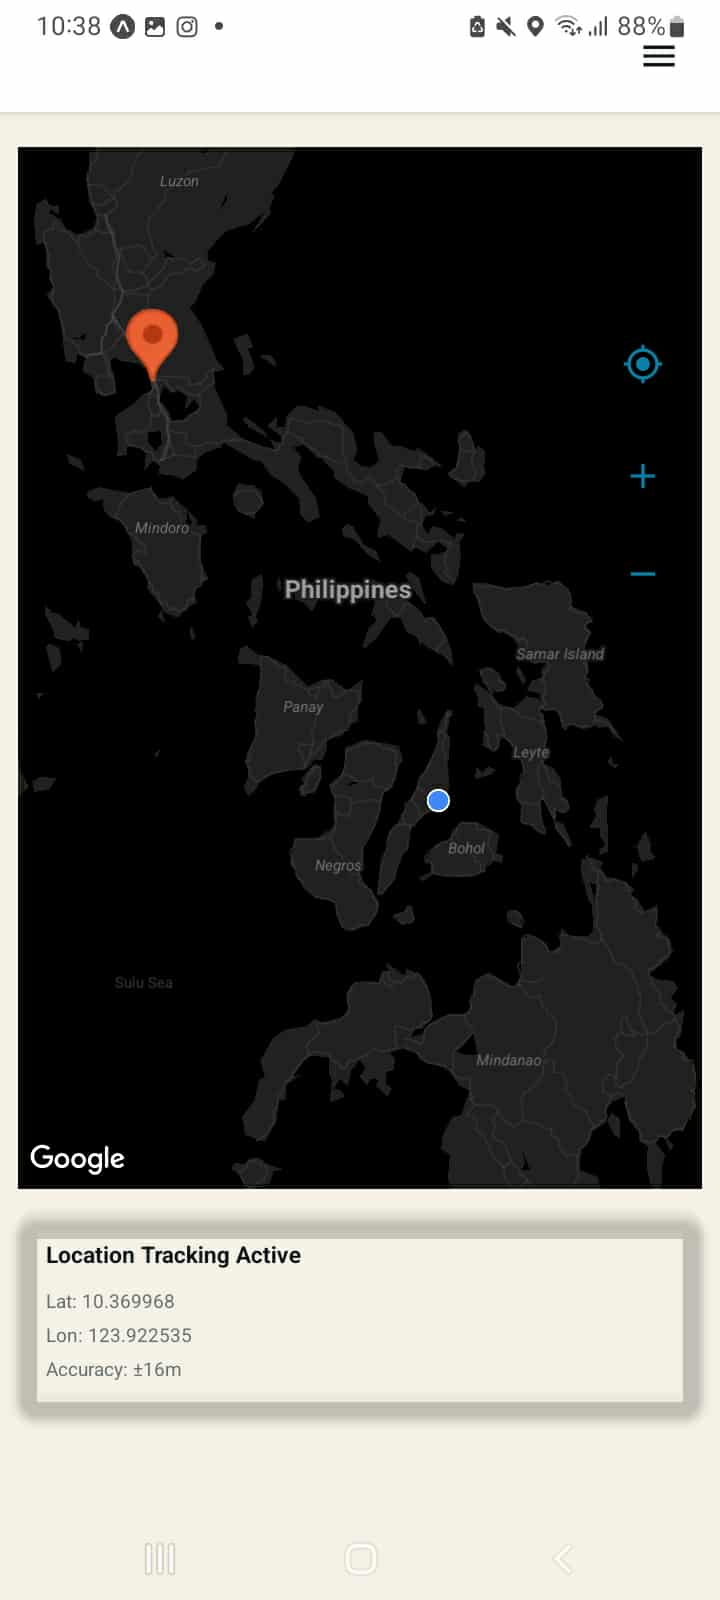 10:38
88%
Luzon
Mindoro
Philippines
Samar Island
Panay
Leyte
Bohol
Negros
Sulu Sea
Mindanao
Google
Location Tracking Active
Lat: 10.369968
Lon: 123.922535
Accuracy: ±16m